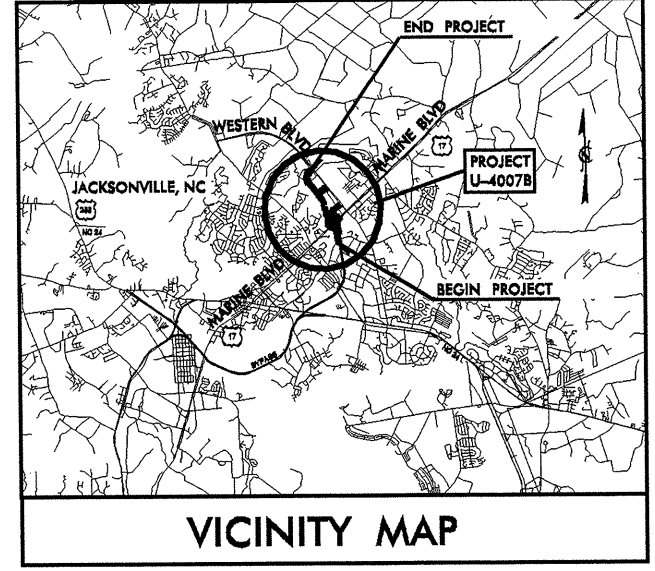 END PROJECT
WESTERN BLVD
MARINE BLVD
17
PROJECT
U-4007B
JACKSONVILLE, NC
258
NC 24
MARINE BLVD
17
BEGIN PROJECT
BYPASS
NC 24
VICINITY MAP